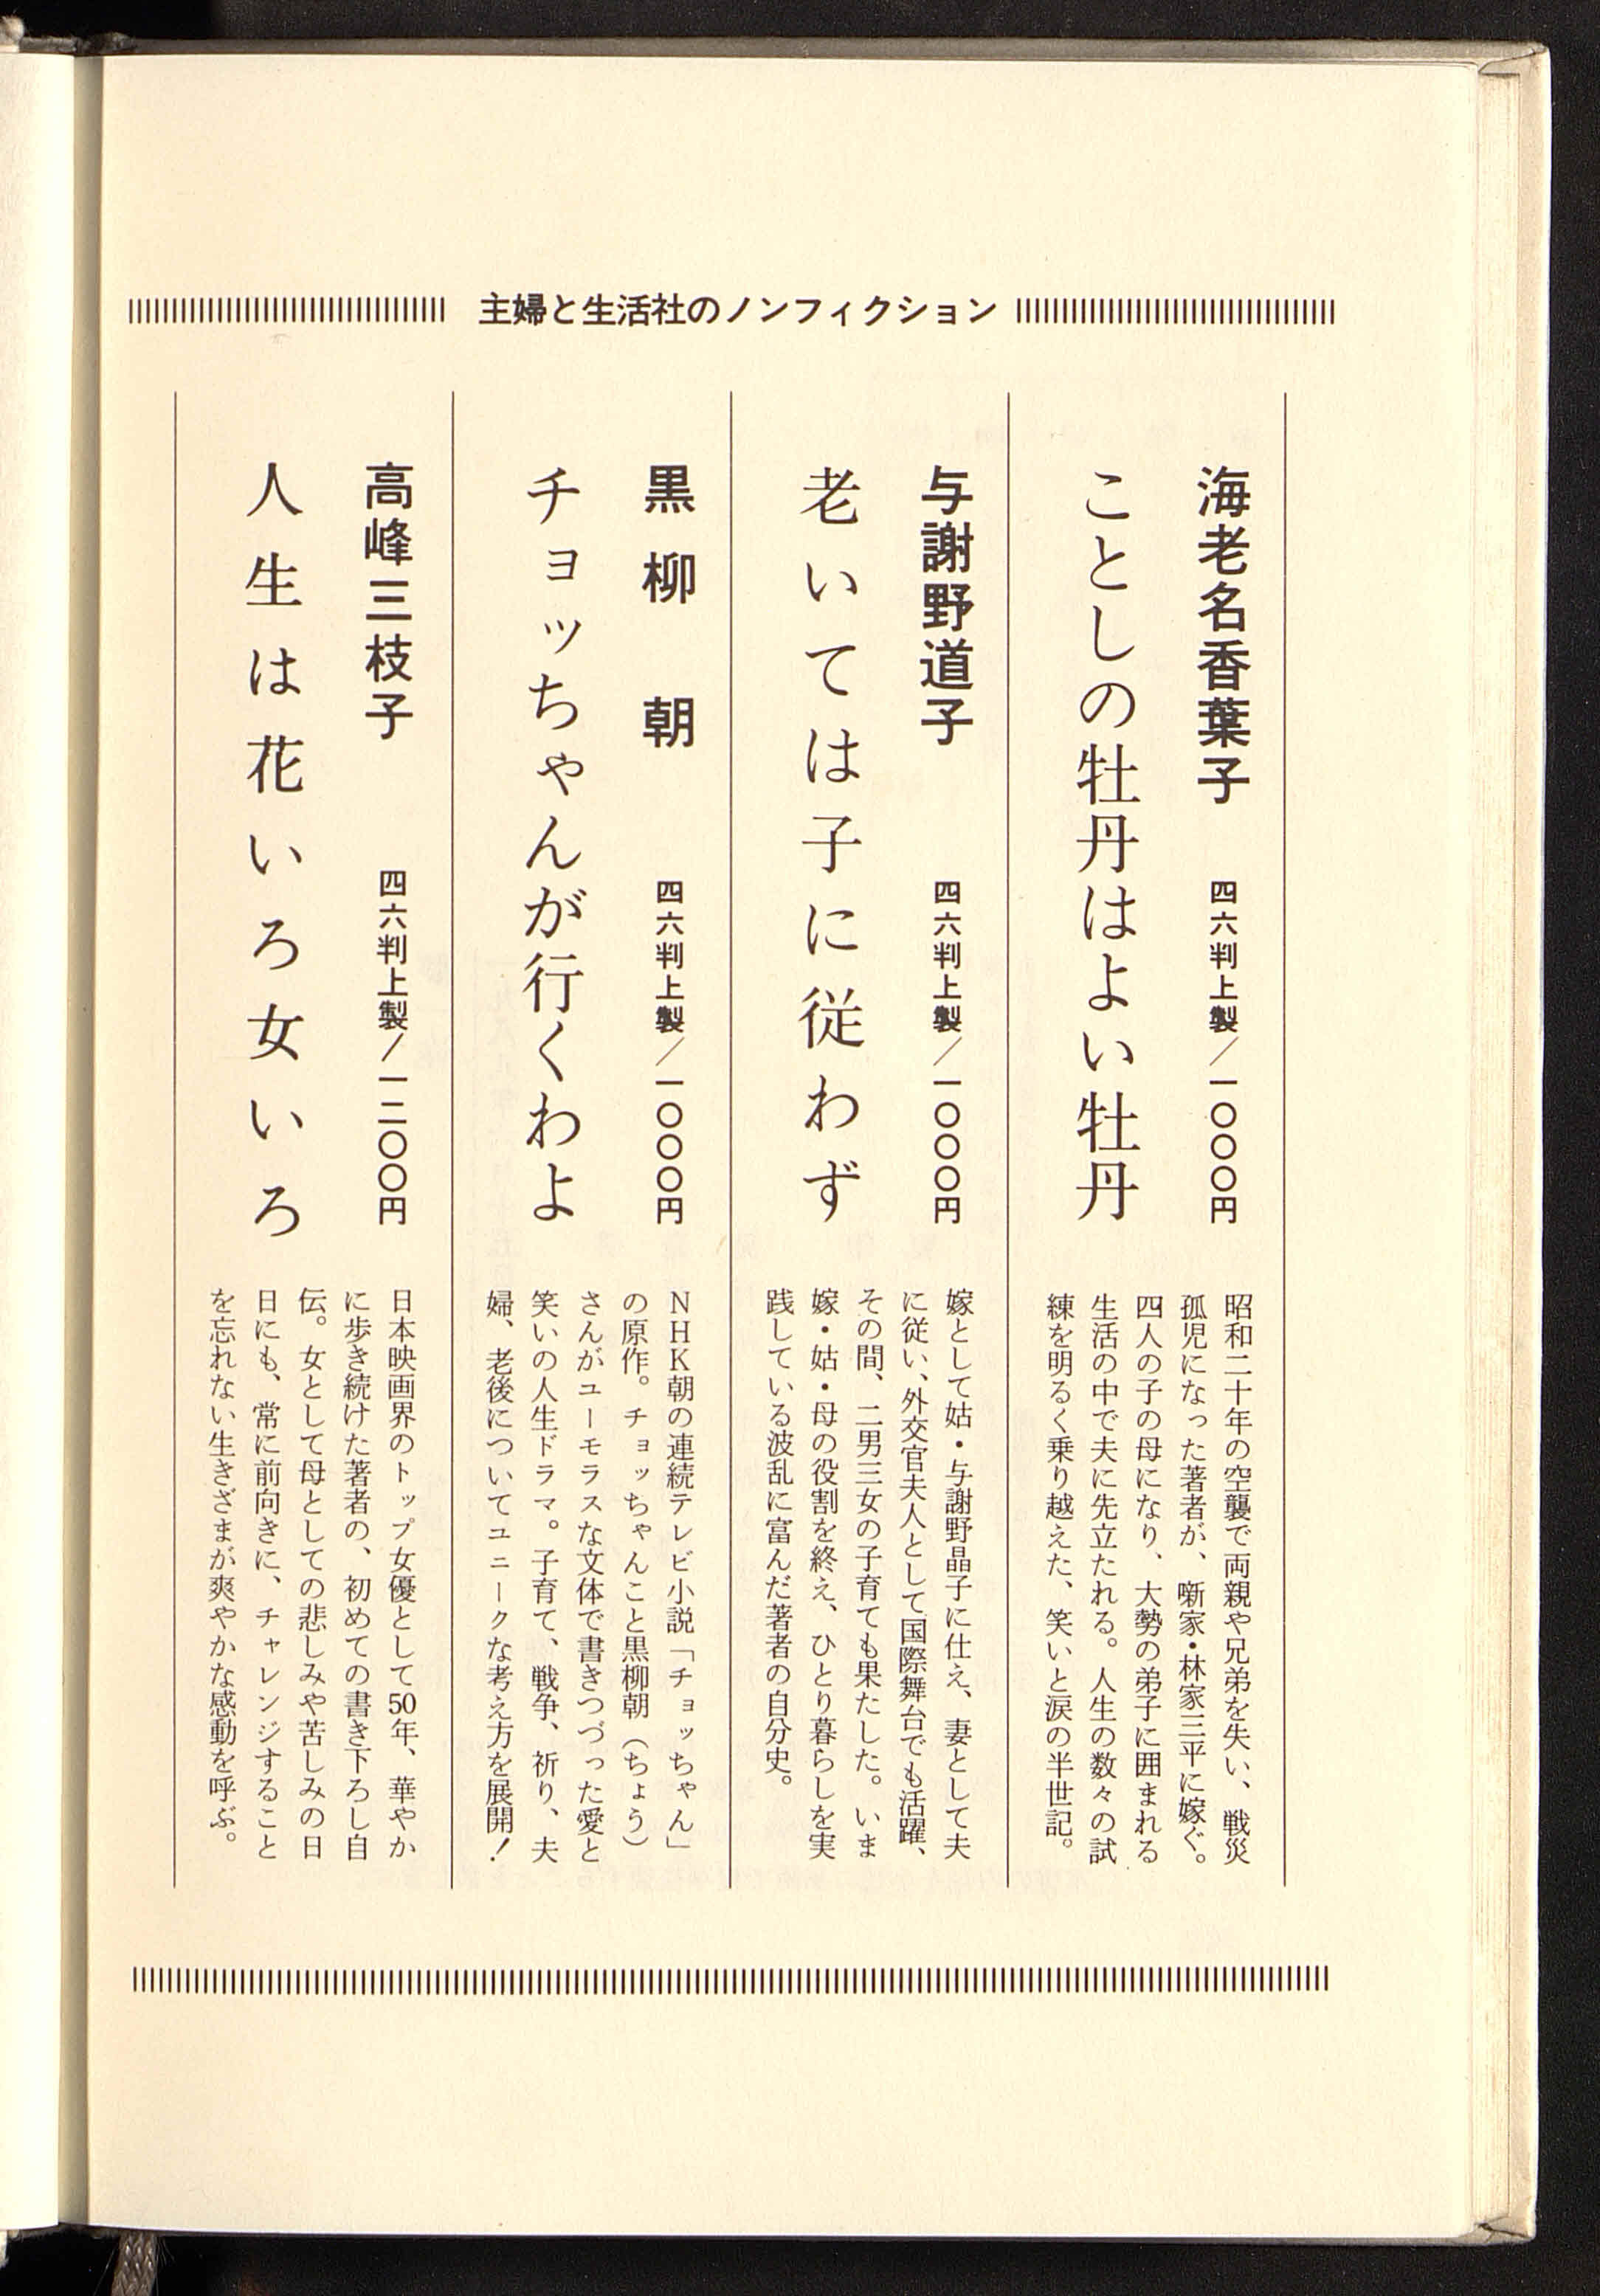 主婦と生活社のノンフィクション
海老名香葉子 四六判上製/一〇〇〇円
ことしの牡丹はよい牡丹
昭和二十年の空襲で両親や兄弟を失い、戦災
孤児になった著者が、噺家・林家三平に嫁ぐ。
四人の子の母になり、大勢の弟子に囲まれる
生活の中で夫に先立たれる。人生の数々の試
練を明るく乗り越えた、笑いと涙の半世記。
与謝野道子 四六判上製/一〇〇〇円
老いては子に従わず
嫁として姑・与謝野晶子に仕え、妻として夫
に従い、外交官夫人として国際舞台でも活躍、
その間、二男三女の子育ても果たした。いま
嫁・姑・母の役割を終え、ひとり暮らしを実
践している波乱に富んだ著者の自分史。
黒柳 朝 四六判上製/一〇〇〇円
チョッちゃんが行くわよ
NHK朝の連続テレビ小説「チョッちゃん」
の原作。チョッちゃんこと黒柳朝(ちょう)
さんがユーモラスな文体で書きつづった愛と
笑いの人生ドラマ。子育て、戦争、祈り、夫
婦、老後についてユニークな考え方を展開!
高峰三枝子 四六判上製/一二〇〇円
人生は花いろ女いろ
日本映画界のトップ女優として50年、華やか
に歩き続けた著者の、初めての書き下ろし自
伝。女として母としての悲しみや苦しみの日
日にも、常に前向きに、チャレンジすること
を忘れない生きざまが爽やかな感動を呼ぶ。